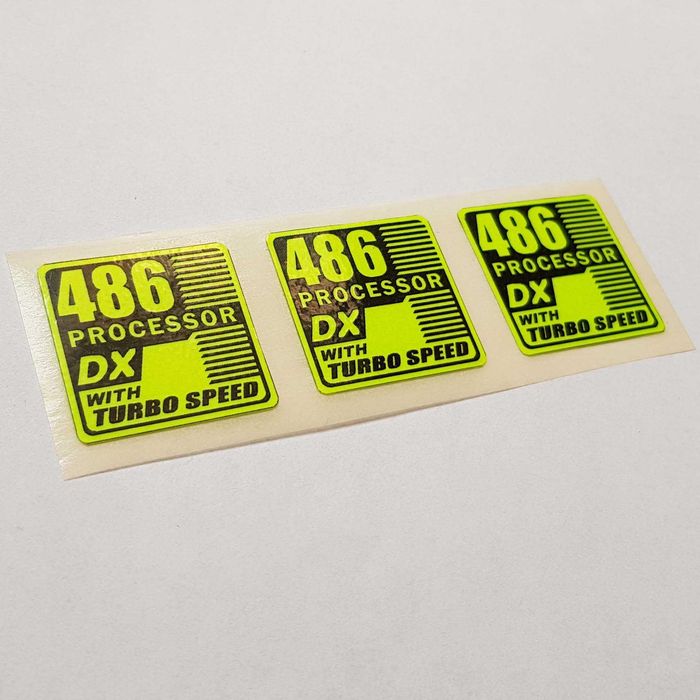 486
PROCESSOR
DX
WITH
TURBO SPEED
486
PROCESSOR
DX
WITH
TURBO SPEED
486
PROCESSOR
DX
WITH
TURBO SPEED